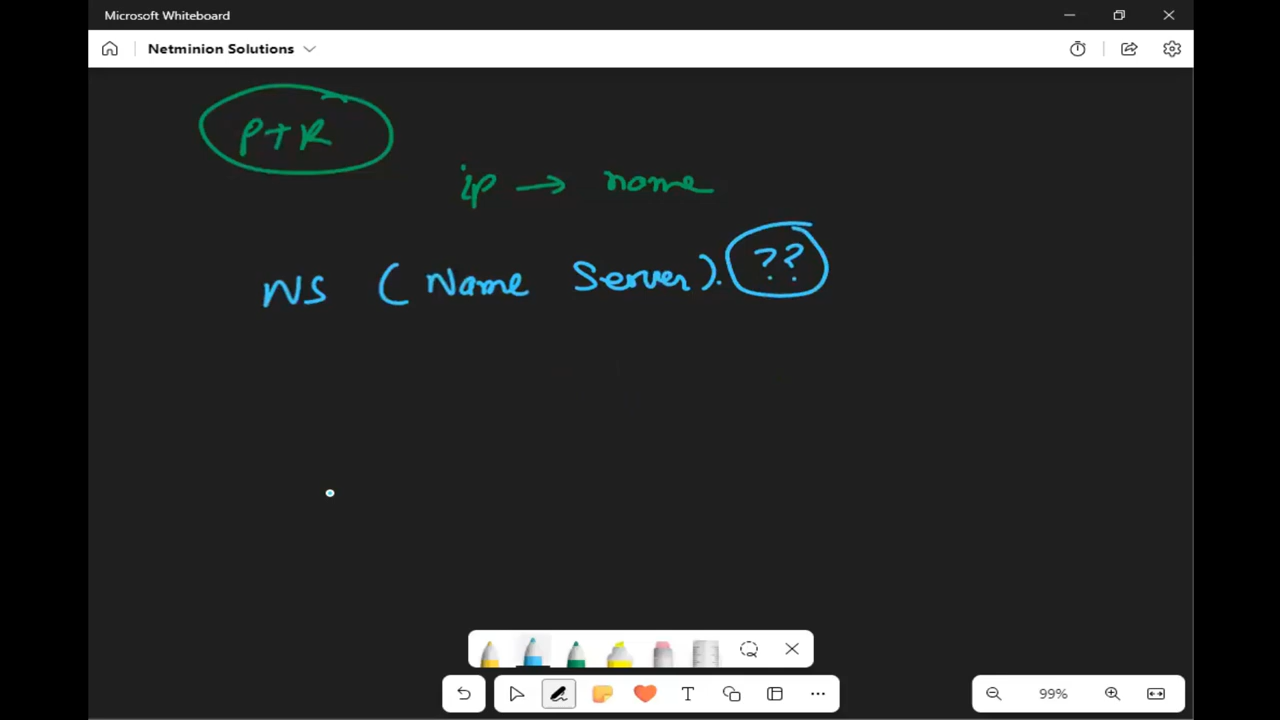 Microsoft Whiteboard
Netminion Solutions
PTR
ip → name
NS (Name Server). ??
99%